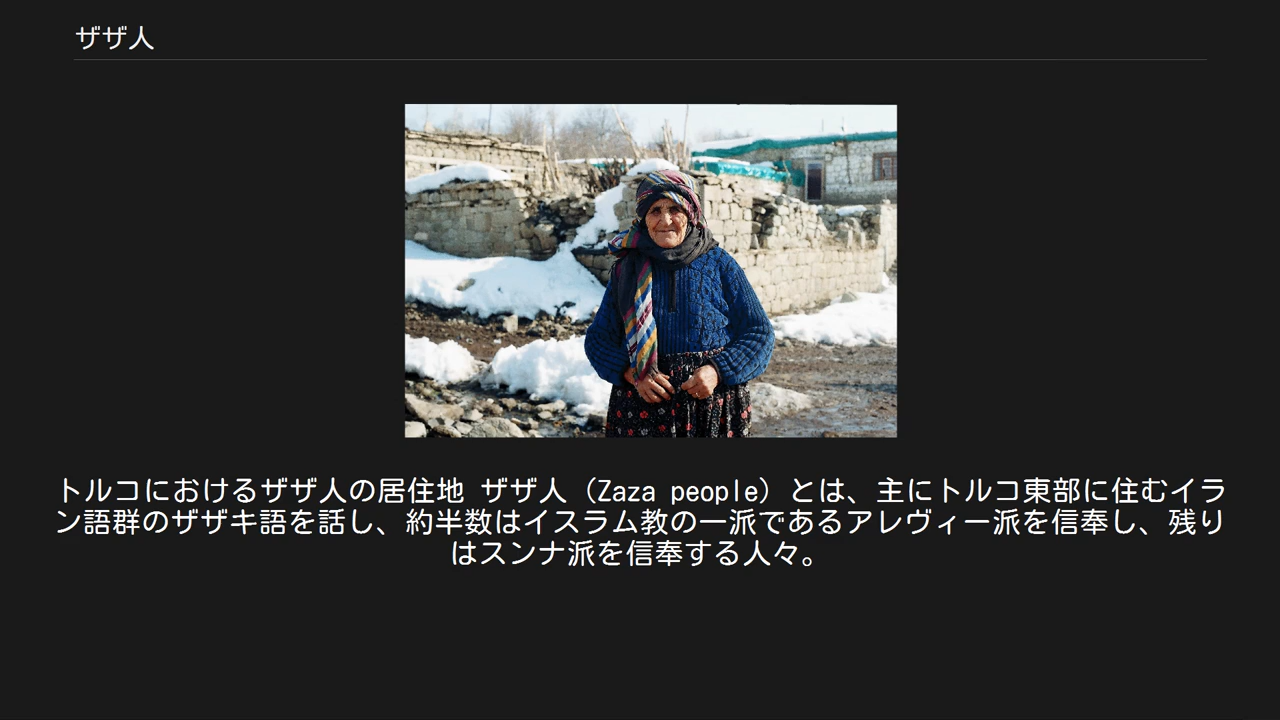 ザザ人
トルコにおけるザザ人の居住地 ザザ人（Zaza people）とは、主にトルコ東部に住むイラ
ン語群のザザキ語を話し、約半数はイスラム教の一派であるアレヴィー派を信奉し、残り
はスンナ派を信奉する人々。